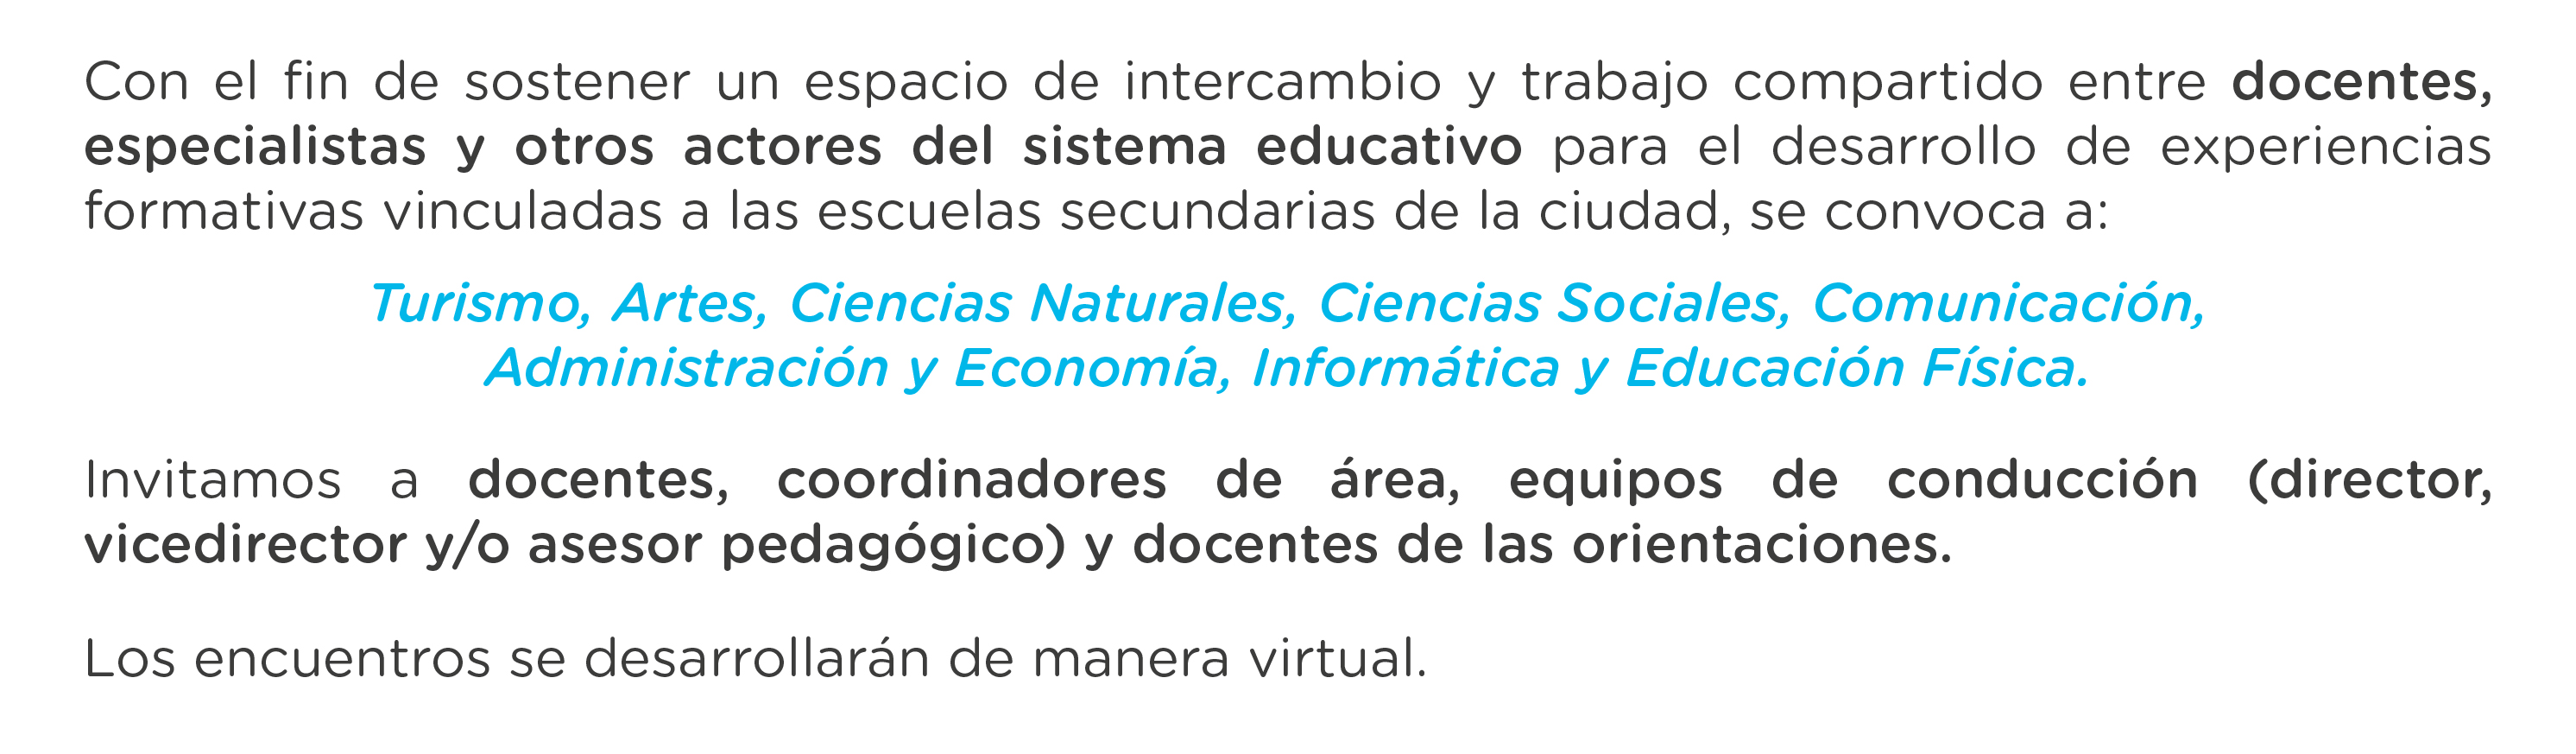 Con el fin de sostener un espacio de intercambio y trabajo compartido entre docentes,
especialistas y otros actores del sistema educativo para el desarrollo de experiencias
formativas vinculadas a las escuelas secundarias de la ciudad, se convoca a:
Turismo, Artes, Ciencias Naturales, Ciencias Sociales, Comunicación,
Administración y Economía, Informática y Educación Física.
Invitamos a docentes, coordinadores de área, equipos de conducción (director,
vicedirector y/o asesor pedagógico) y docentes de las orientaciones.
Los encuentros se desarrollarán de manera virtual.